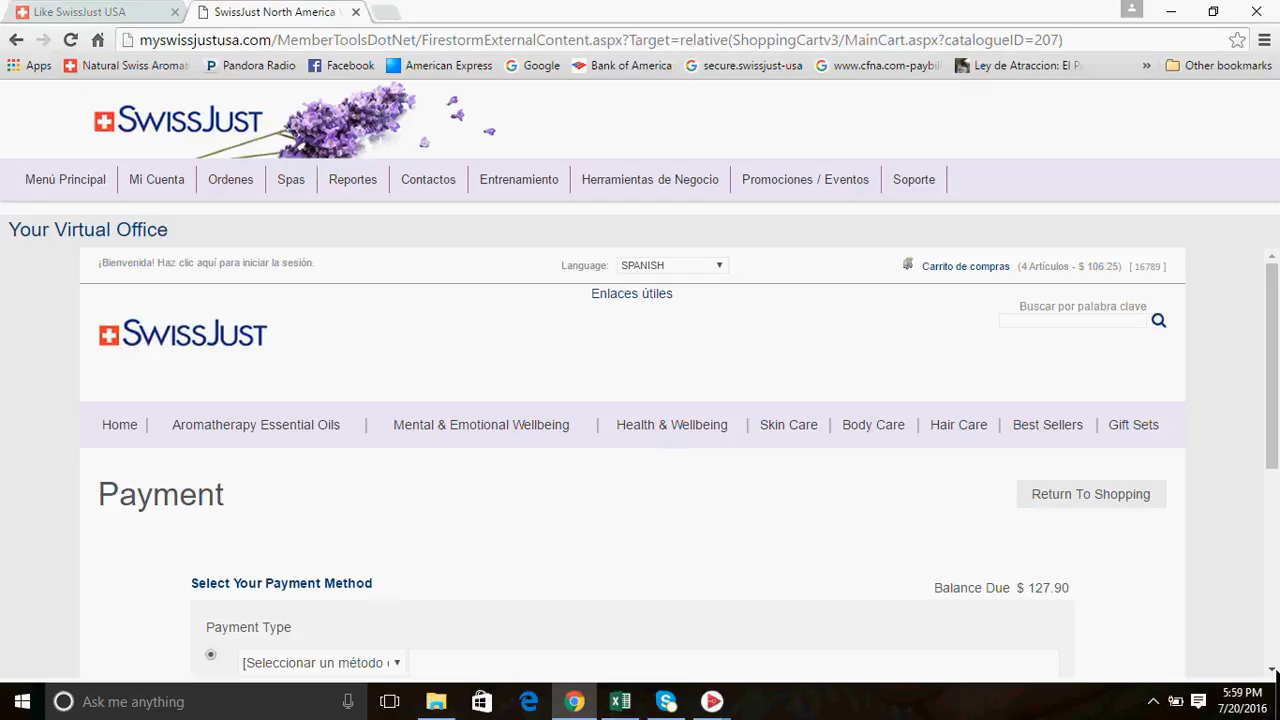 Like SwissJust USA
SwissJust North America
myswissjustusa.com/MemberToolsDotNet/FirestormExternalContent.aspx?Target=relative(ShoppingCartv3/MainCart.aspx?catalogueID=207)
Apps Natural Swiss Aromat Pandora Radio Facebook American Express Google Bank of America secure.swissjust-usa www.cfna.com-paybil Ley de Atraccion: El P » Other bookmarks
SWISSJUST
Menú Principal Mi Cuenta Ordenes Spas Reportes Contactos Entrenamiento Herramientas de Negocio Promociones / Eventos Soporte
Your Virtual Office
¡Bienvenida! Haz clic aquí para iniciar la sesión. Language: SPANISH Carrito de compras (4 Artículos - $ 106.25) [ 16789 ]
Enlaces útiles
Buscar por palabra clave
SWISSJUST
Home | Aromatherapy Essential Oils | Mental & Emotional Wellbeing | Health & Wellbeing | Skin Care | Body Care | Hair Care | Best Sellers | Gift Sets
Payment Return To Shopping
Select Your Payment Method Balance Due $ 127.90
Payment Type
[Seleccionar un método
Ask me anything
5:59 PM
7/20/2016